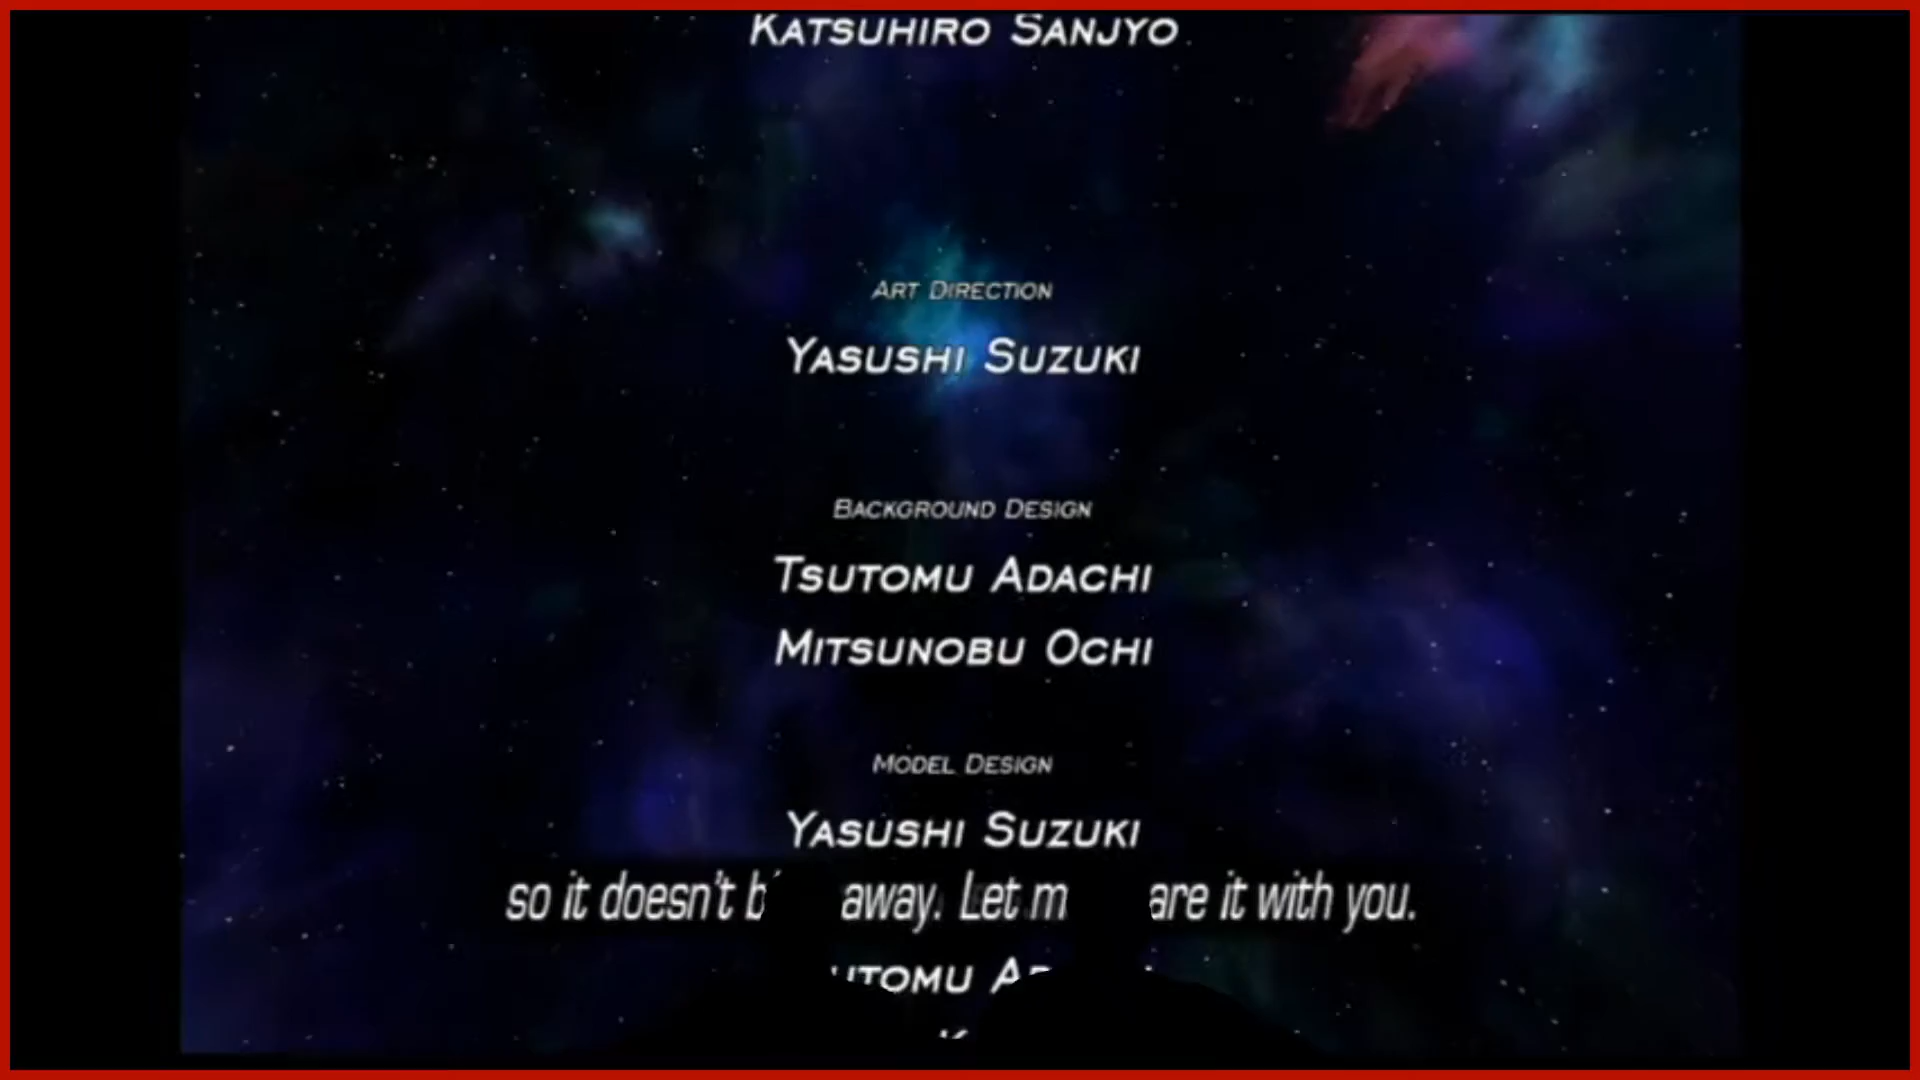 Katsuhiro Sanjyo
Art Direction
Yasushi Suzuki
Background Design
Tsutomu Adachi
Mitsunobu Ochi
Model Design
Yasushi Suzuki
so it doesn't away. Let it with you.